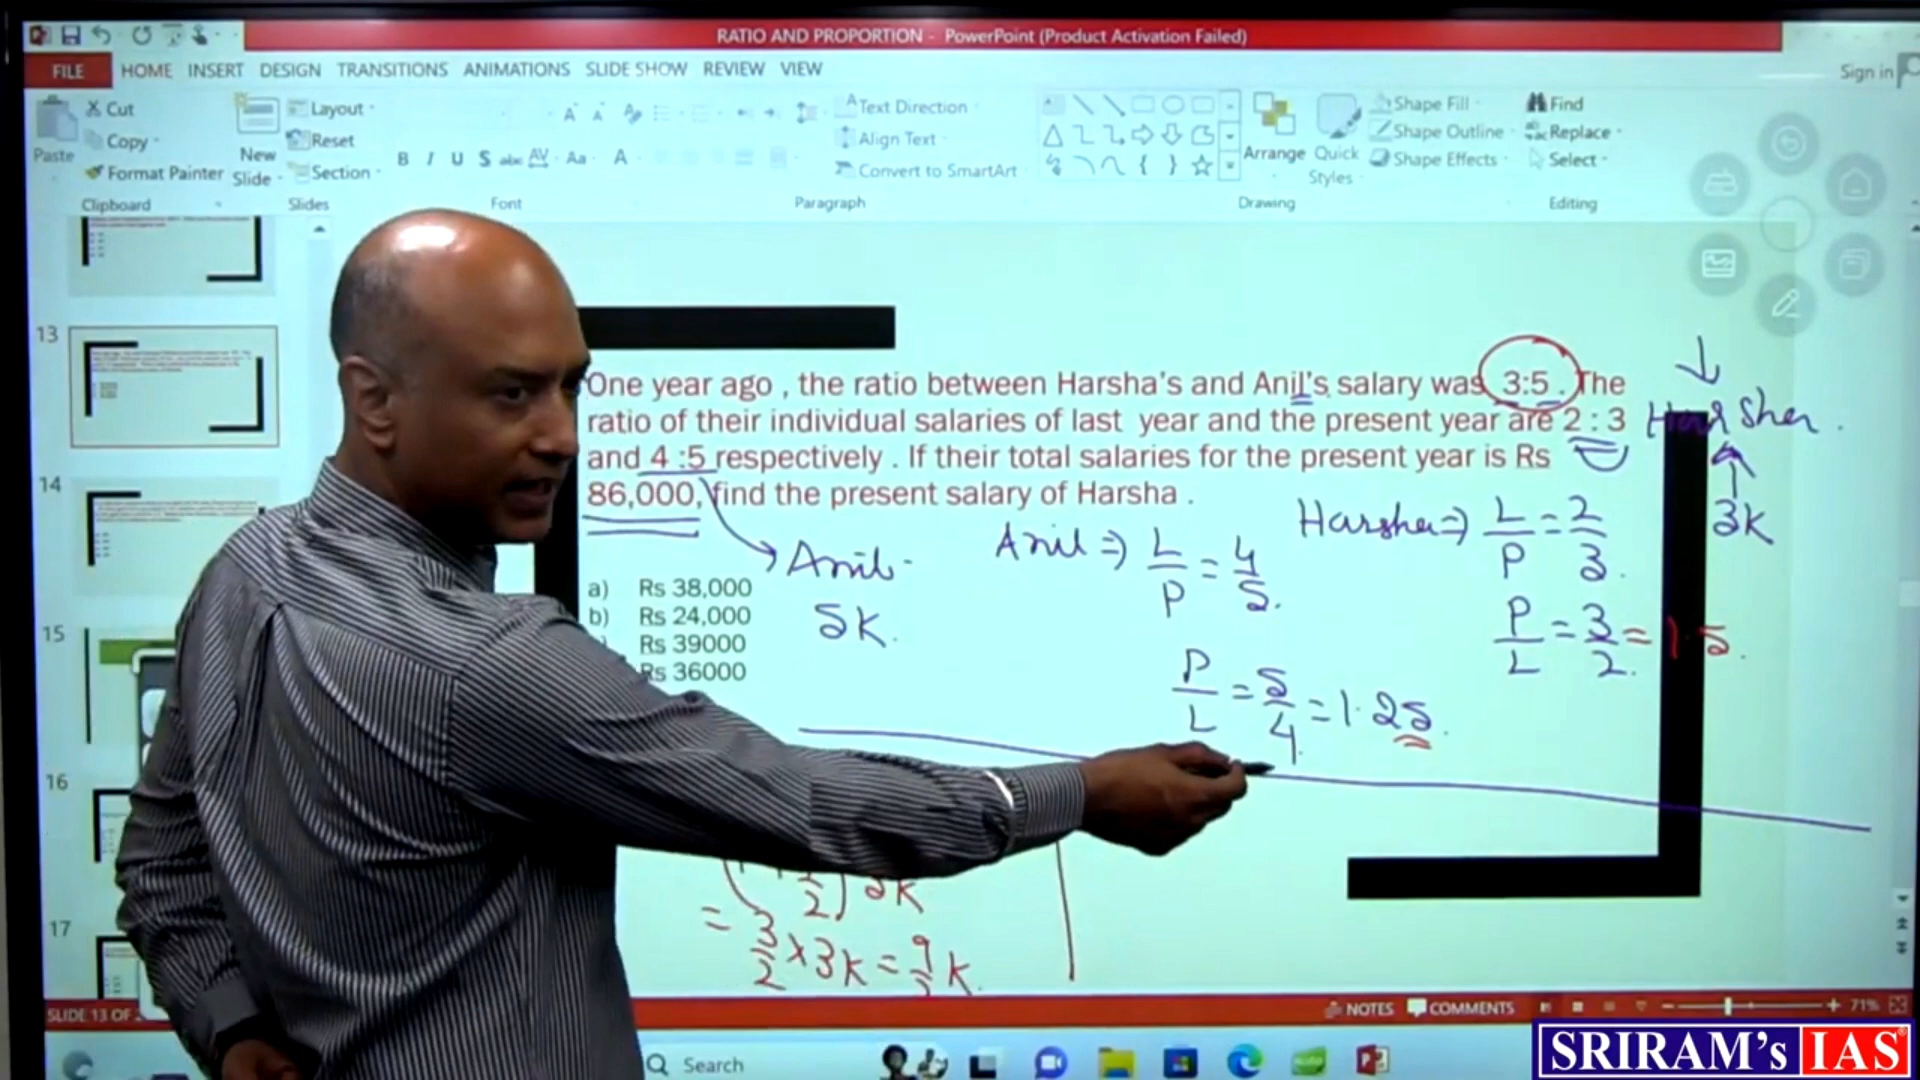 RATIO AND PROPORTION - PowerPoint (Product Activation Failed)
FILE HOME INSERT DESIGN TRANSITIONS ANIMATIONS SLIDE SHOW REVIEW VIEW
Sign in
Cut
Copy
Format Painter
Paste
Clipboard
New Slide
Layout
Reset
Section
Slides
B I U S abc AV Aa A
Font
Text Direction
Align Text
Convert to SmartArt
Paragraph
Arrange
Quick Styles
Shape Fill
Shape Outline
Shape Effects
Drawing
Find
Replace
Select
Editing
13
14
15
16
17
One year ago , the ratio between Harsha's and Anil's salary was 3:5 . The
ratio of their individual salaries of last year and the present year are 2 : 3
and 4 :5 respectively . If their total salaries for the present year is Rs
86,000, find the present salary of Harsha .
a) Rs 38,000
b) Rs 24,000
Rs 39000
Rs 36000
Harsha
3K
Anil
5K.
Anil ⇒ L/P = 4/5.
P/L = 5/4 = 1.25.
Harsha ⇒ L/P = 2/3.
P/L = 3/2 = 1.5.
= 3/2 × 3K = 9/2 K.
SLIDE 13 OF
NOTES
COMMENTS
71%
Search
SRIRAM's IAS